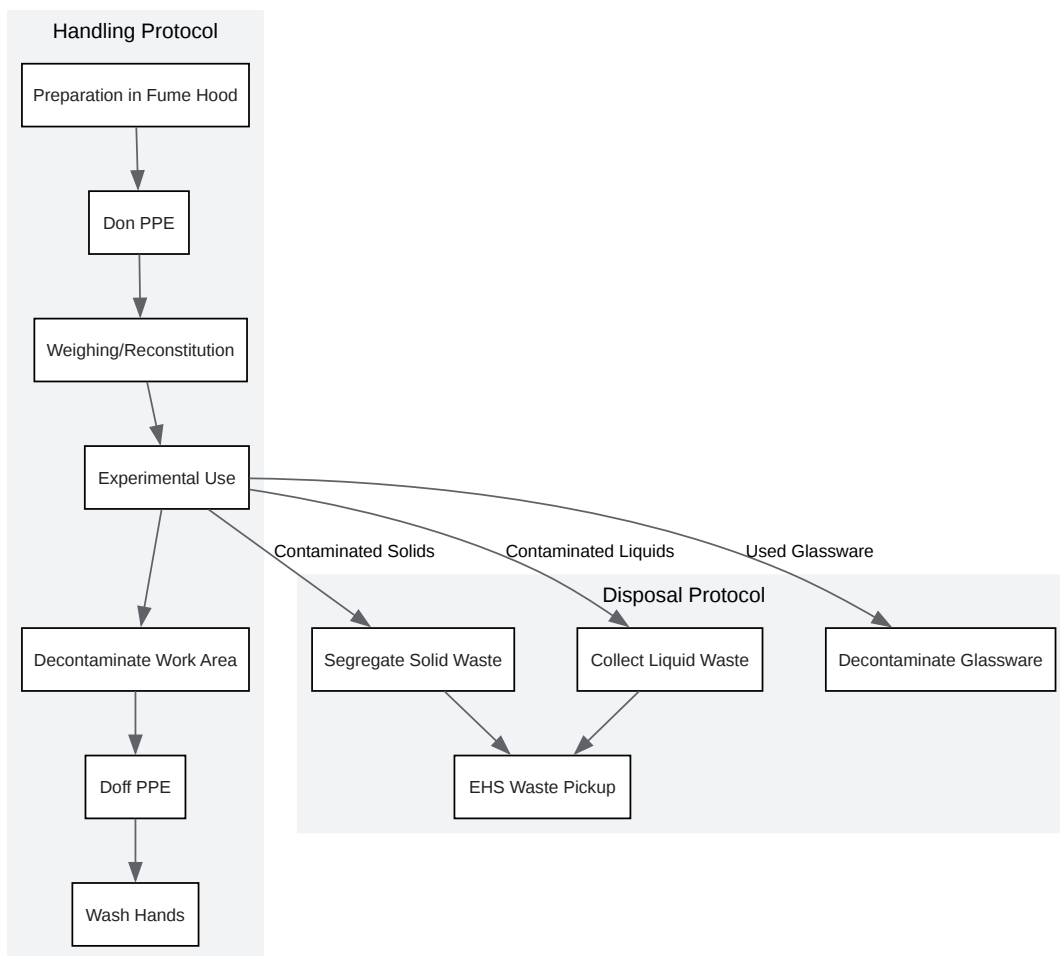 Handling Protocol
Preparation in Fume Hood
Don PPE
Weighing/Reconstitution
Experimental Use
Contaminated Solids
Contaminated Liquids
Used Glassware
Disposal Protocol
Decontaminate Work Area
Segregate Solid Waste
Collect Liquid Waste
Decontaminate Glassware
Doff PPE
EHS Waste Pickup
Wash Hands